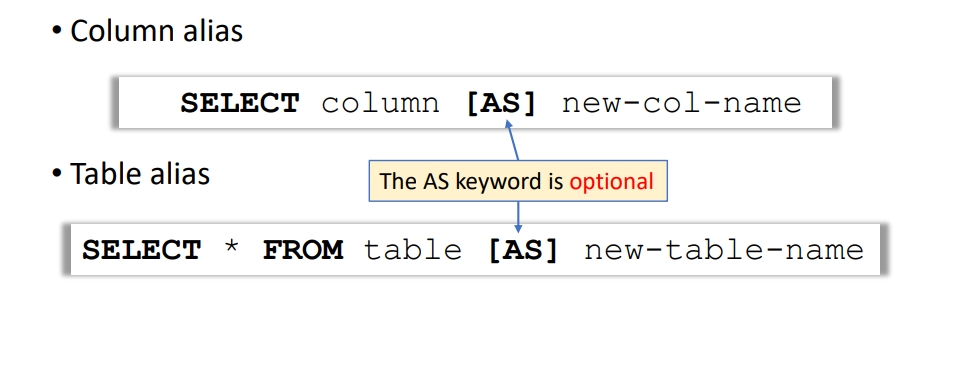 • Column alias
SELECT column [AS] new-col-name
• Table alias
The AS keyword is optional
SELECT * FROM table [AS] new-table-name